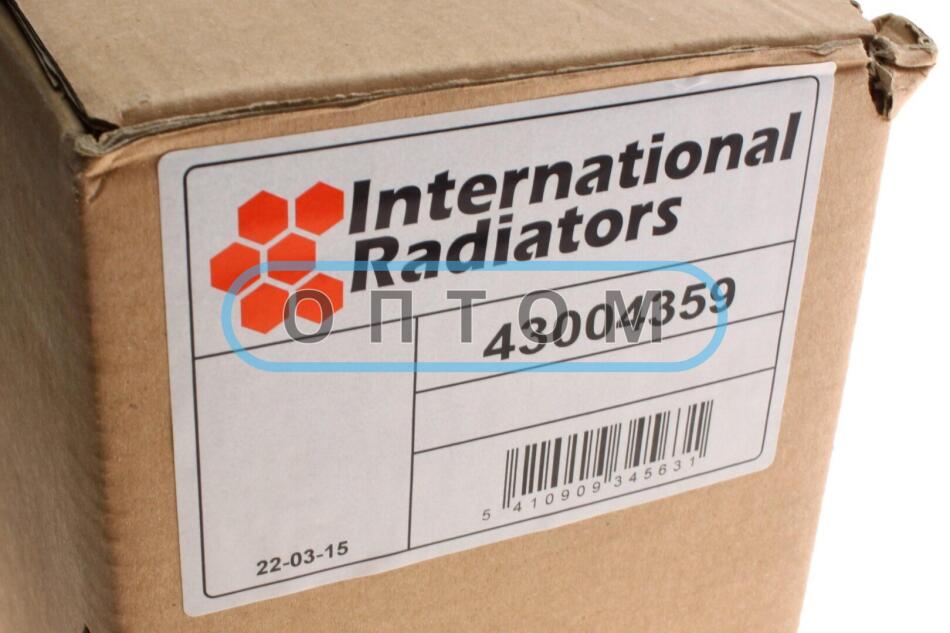 International
Radiators
ОПТОМ
43004359
5 410909 345631
22-03-15